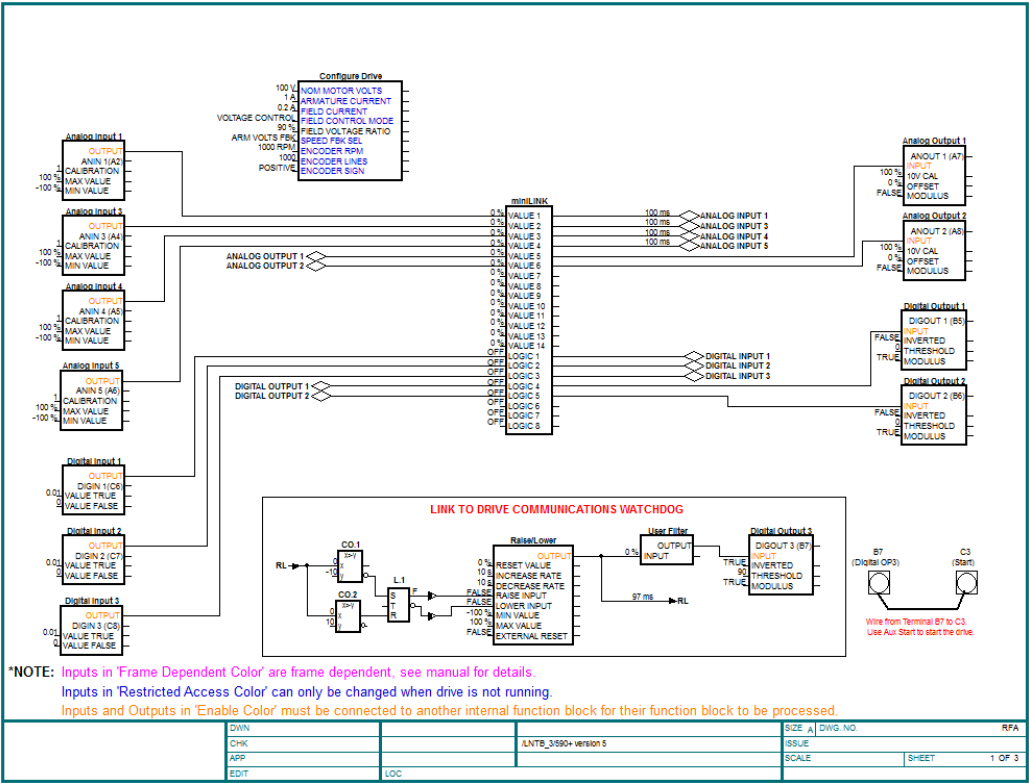 Configure Drive
100 V NOM MOTOR VOLTS
1 A ARMATURE CURRENT
0.2 A FIELD CURRENT
VOLTAGE CONTROL FIELD CONTROL MODE
90 % FIELD VOLTAGE RATIO
ARM VOLTS FBK SPEED FBK SEL
1000 RPM ENCODER RPM
1000 ENCODER LINES
POSITIVE ENCODER SIGN
Analog Input 1
OUTPUT
ANIN 1(A2)
1 CALIBRATION
100 % MAX VALUE
-100 % MIN VALUE
Analog Input 3
OUTPUT
ANIN 3 (A4)
1 CALIBRATION
100 % MAX VALUE
-100 % MIN VALUE
Analog Input 4
OUTPUT
ANIN 4 (A5)
1 CALIBRATION
100 % MAX VALUE
-100 % MIN VALUE
Analog Input 5
OUTPUT
ANIN 5 (A6)
1 CALIBRATION
100 % MAX VALUE
-100 % MIN VALUE
Digital Input 1
OUTPUT
DIGIN 1(C6)
0.01 VALUE TRUE
0 VALUE FALSE
Digital Input 2
OUTPUT
DIGIN 2 (C7)
0.01 VALUE TRUE
0 VALUE FALSE
Digital Input 3
OUTPUT
DIGIN 3 (C8)
0.01 VALUE TRUE
0 VALUE FALSE
ANALOG OUTPUT 1
ANALOG OUTPUT 2
DIGITAL OUTPUT 1
DIGITAL OUTPUT 2
miniLINK
0 % VALUE 1
0 % VALUE 2
0 % VALUE 3
0 % VALUE 4
0 % VALUE 5
0 % VALUE 6
0 % VALUE 7
0 % VALUE 8
0 % VALUE 9
0 % VALUE 10
0 % VALUE 11
0 % VALUE 12
0 % VALUE 13
0 % VALUE 14
OFF LOGIC 1
OFF LOGIC 2
OFF LOGIC 3
OFF LOGIC 4
OFF LOGIC 5
OFF LOGIC 6
OFF LOGIC 7
OFF LOGIC 8
100 ms ANALOG INPUT 1
100 ms ANALOG INPUT 3
100 ms ANALOG INPUT 4
100 ms ANALOG INPUT 5
DIGITAL INPUT 1
DIGITAL INPUT 2
DIGITAL INPUT 3
Analog Output 1
ANOUT 1 (A7)
INPUT
100 % 10V CAL
0 % OFFSET
FALSE MODULUS
Analog Output 2
ANOUT 2 (A8)
INPUT
100 % 10V CAL
0 % OFFSET
FALSE MODULUS
Digital Output 1
DIGOUT 1 (B5)
INPUT
FALSE INVERTED
0 THRESHOLD
TRUE MODULUS
Digital Output 2
DIGOUT 2 (B6)
INPUT
FALSE INVERTED
0 THRESHOLD
TRUE MODULUS
LINK TO DRIVE COMMUNICATIONS WATCHDOG
RL
CO.1
X>-Y
0 X
-10 Y
CO.2
X>-Y
0 X
10 Y
L.1
S F
T
R
Raise/Lower
OUTPUT
0 % RESET VALUE
10 s INCREASE RATE
10 s DECREASE RATE
FALSE RAISE INPUT
FALSE LOWER INPUT
-100 % MIN VALUE
100 % MAX VALUE
FALSE EXTERNAL RESET
User Filter
OUTPUT
0 % INPUT
97 ms RL
Digital Output 3
DIGOUT 3 (B7)
INPUT
TRUE INVERTED
90 THRESHOLD
TRUE MODULUS
B7
(Digital OP3)
C3
(Start)
Wire from Terminal B7 to C3.
Use Aux Start to start the drive.
*NOTE: Inputs in 'Frame Dependent Color' are frame dependent, see manual for details.
Inputs in 'Restricted Access Color' can only be changed when drive is not running.
Inputs and Outputs in 'Enable Color' must be connected to another internal function block for their function block to be processed.
DWN
CHK
APP
EDIT
LOC
/LNTB_3/590+ version 5
SIZE A DWG. NO. RFA
ISSUE
SCALE SHEET 1 OF 3